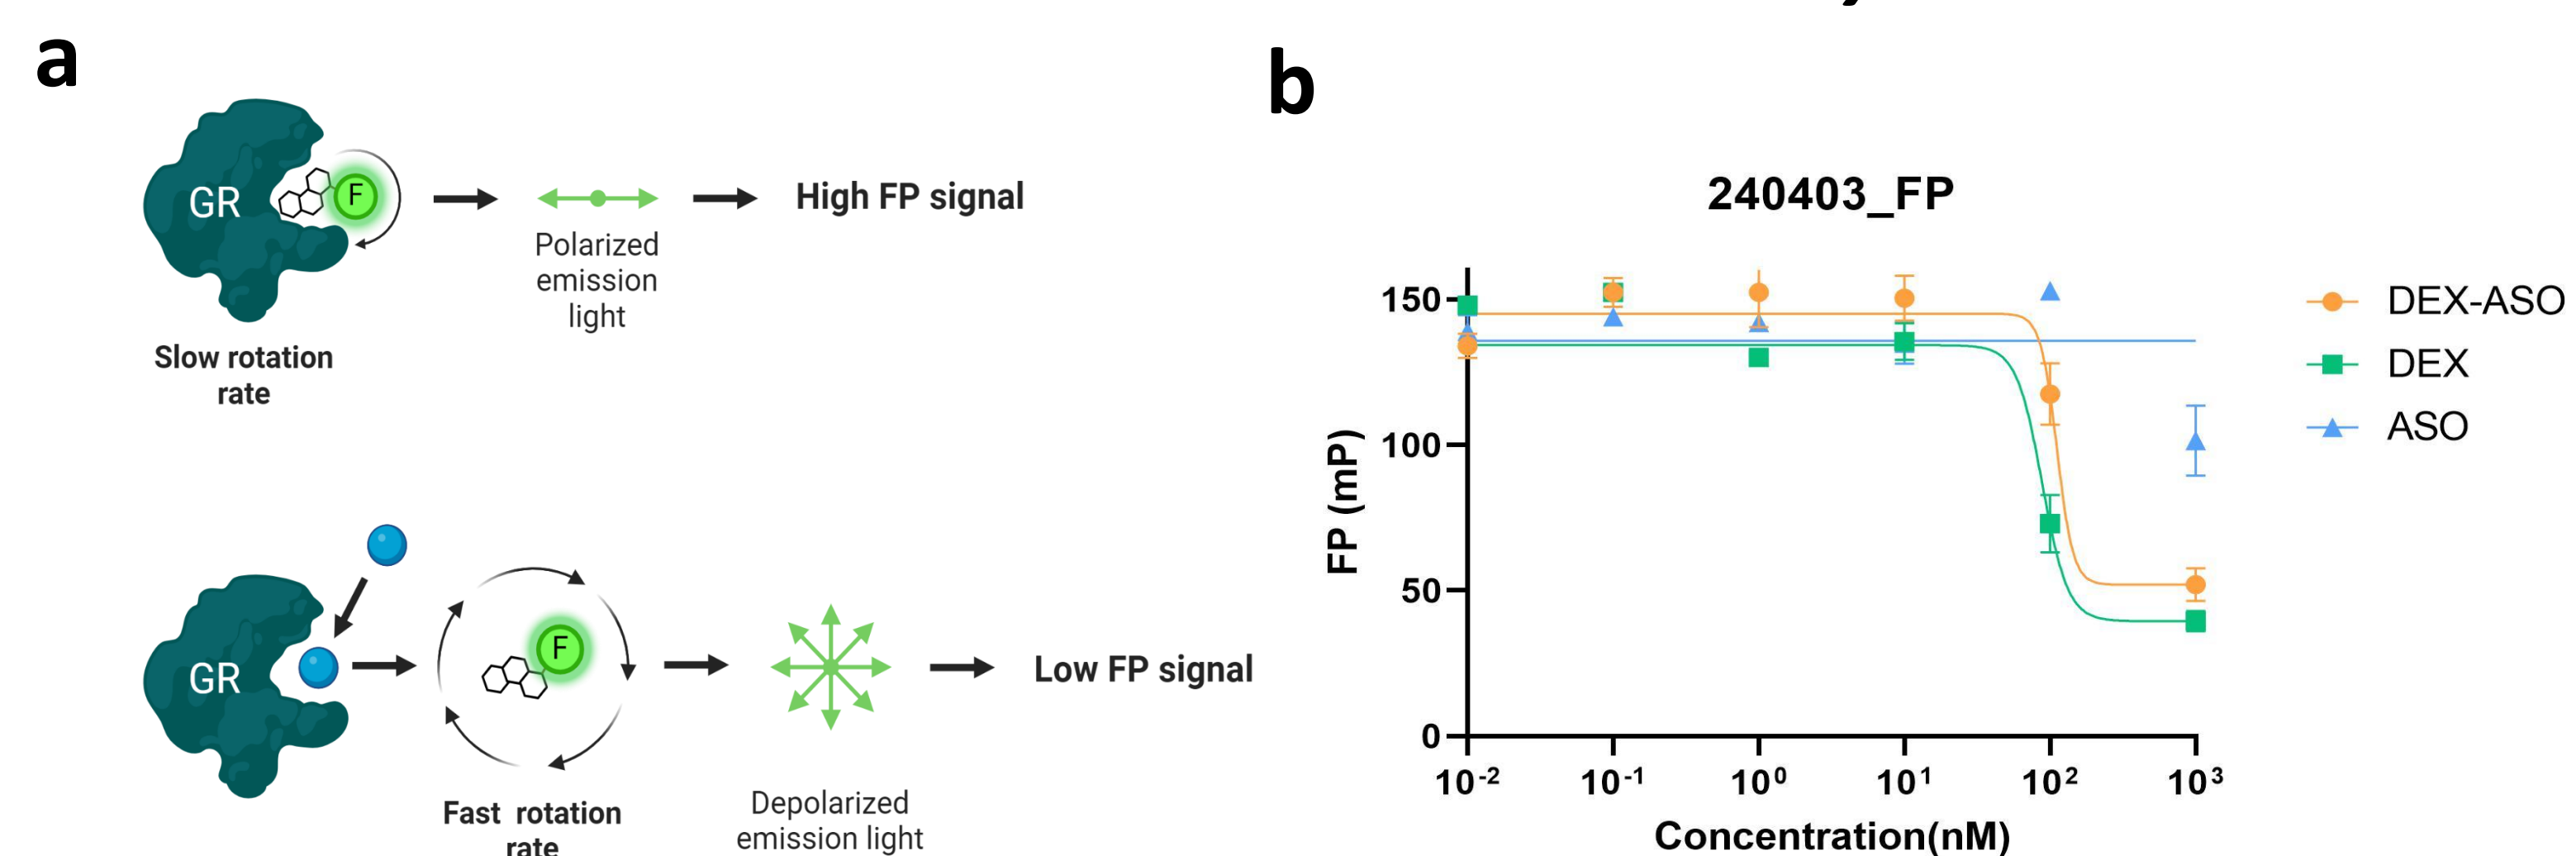 a
GR
F
High FP signal
Polarized
emission
light
Slow rotation
rate
GR
F
Low FP signal
Fast rotation
rate
Depolarized
emission light
b
240403_FP
FP (mP)
150
100
50
0
10-2
10-1
100
101
102
103
Concentration(nM)
DEX-ASO
DEX
ASO